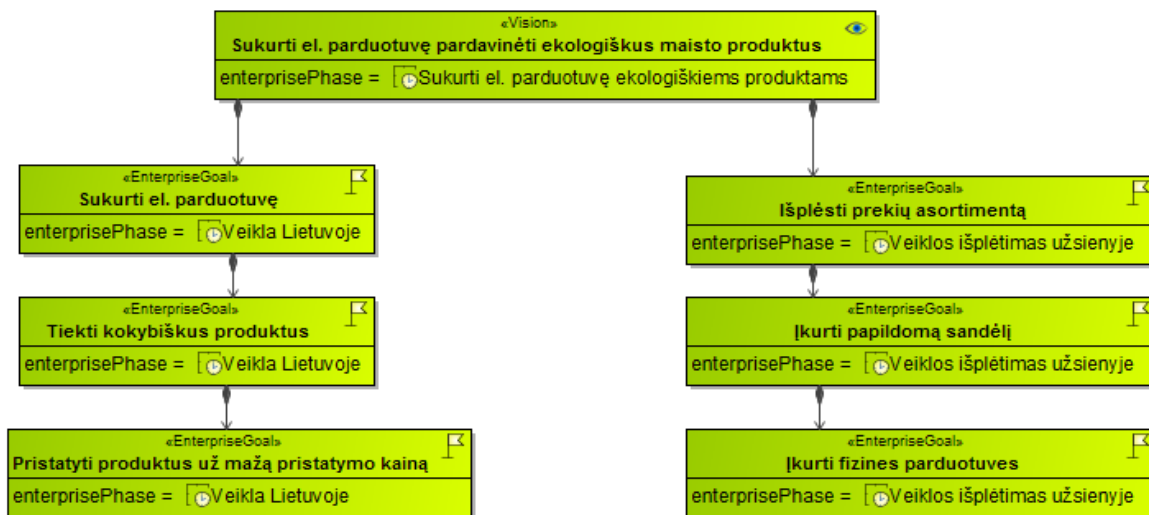 «Vision»
Sukurti el. parduotuvę pardavinėti ekologiškus maisto produktus
enterprisePhase = Sukurti el. parduotuvę ekologiškiems produktams
«EnterpriseGoal»
Sukurti el. parduotuvę
enterprisePhase = Veikla Lietuvoje
«EnterpriseGoal»
Tiekti kokybiškus produktus
enterprisePhase = Veikla Lietuvoje
«EnterpriseGoal»
Pristatyti produktus už mažą pristatymo kainą
enterprisePhase = Veikla Lietuvoje
«EnterpriseGoal»
Išplėsti prekių asortimentą
enterprisePhase = Veiklos išplėtimas užsienyje
«EnterpriseGoal»
Įkurti papildomą sandėlį
enterprisePhase = Veiklos išplėtimas užsienyje
«EnterpriseGoal»
Įkurti fizines parduotuves
enterprisePhase = Veiklos išplėtimas užsienyje